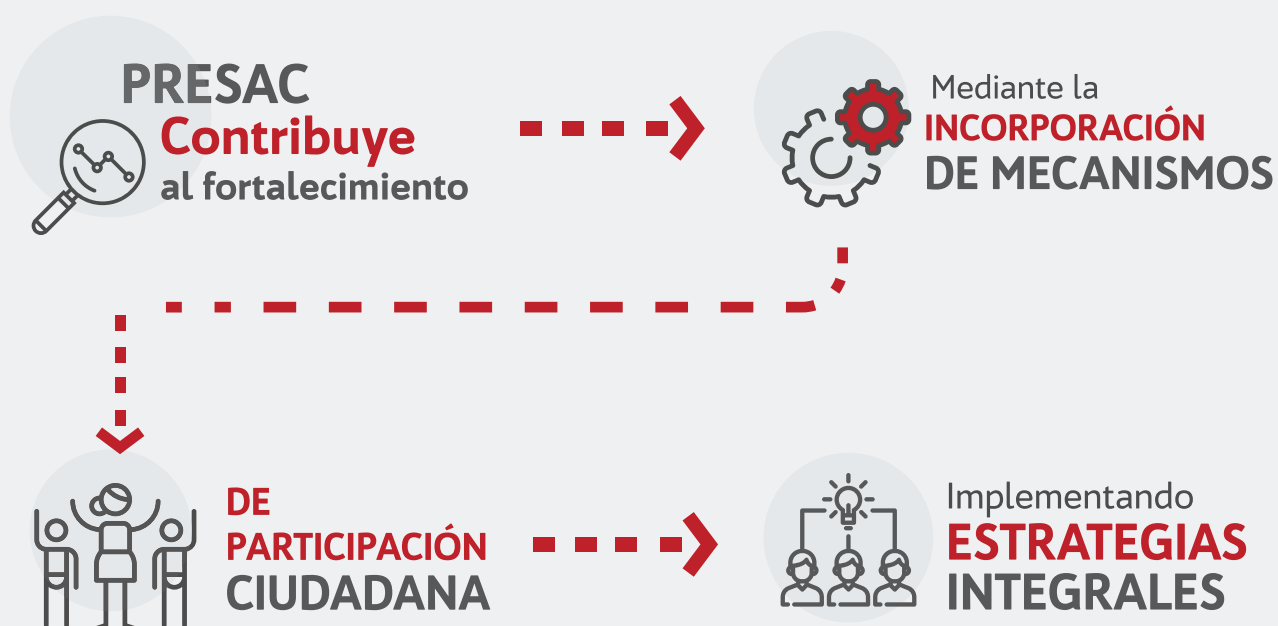 PRESAC
Contribuye
al fortalecimiento
Mediante la
INCORPORACIÓN
DE MECANISMOS
DE
PARTICIPACIÓN
CIUDADANA
Implementando
ESTRATEGIAS
INTEGRALES